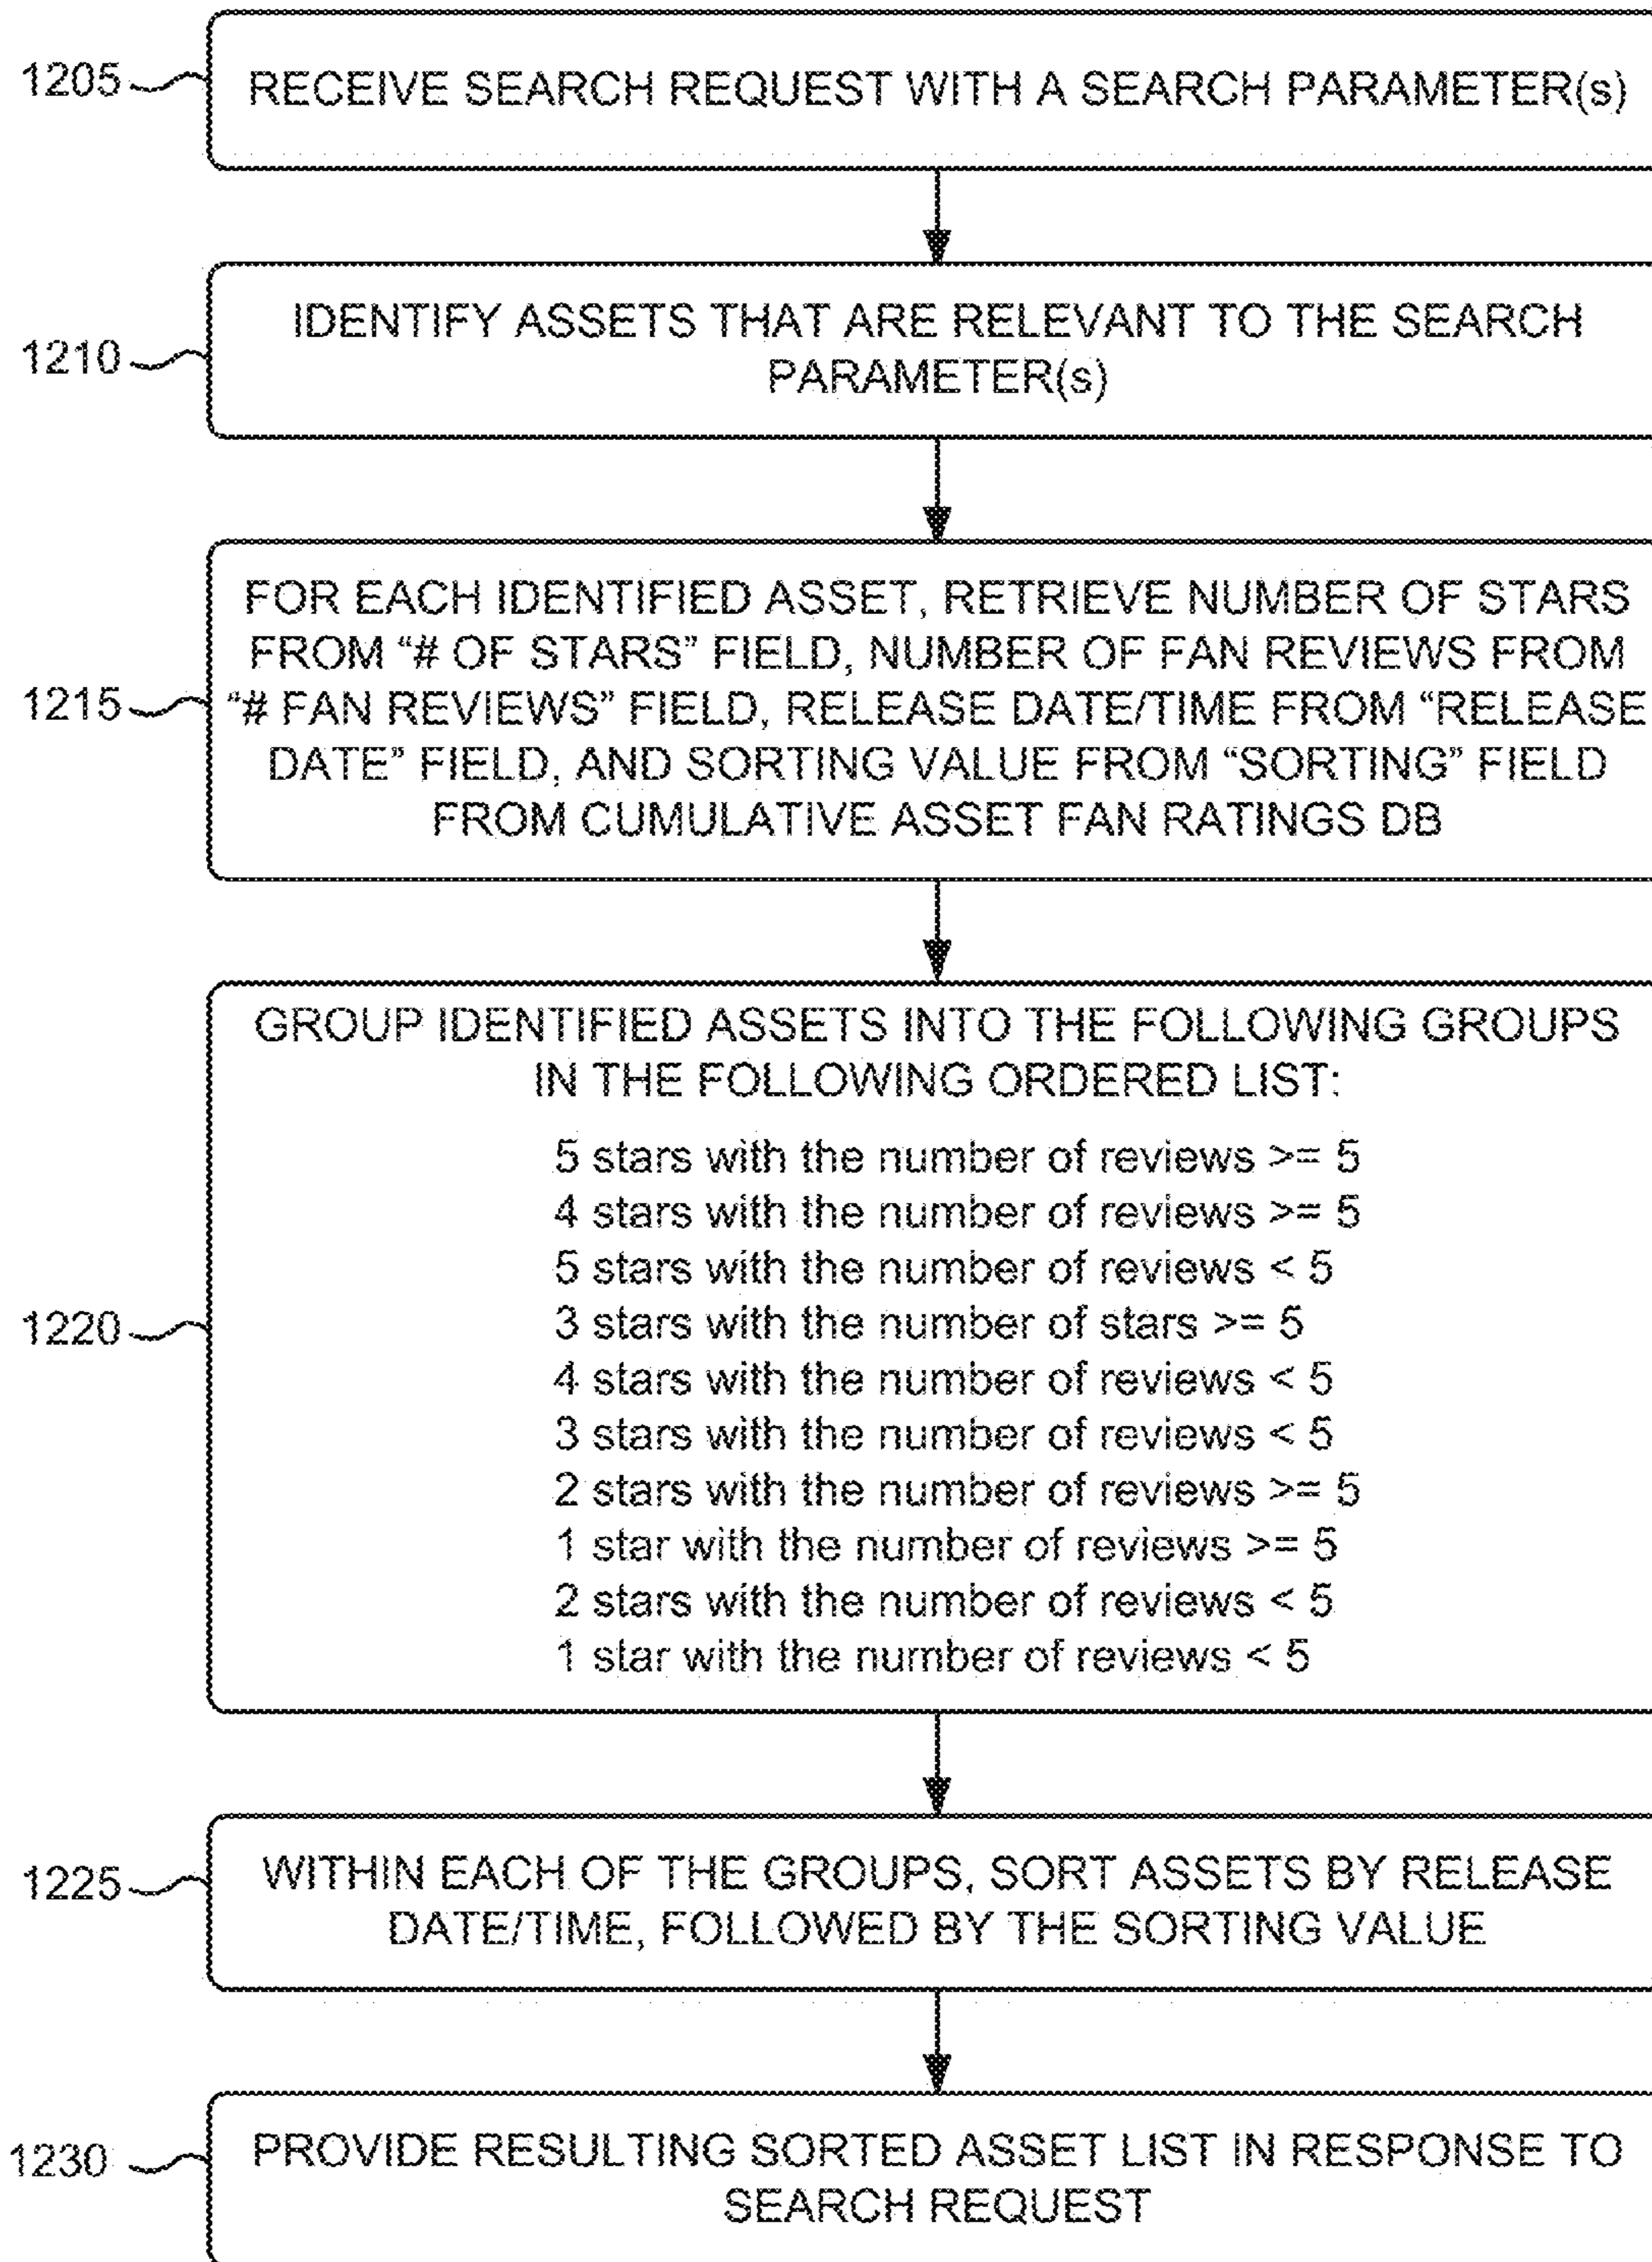 1205
RECEIVE SEARCH REQUEST WITH A SEARCH PARAMETER(s)
1210
IDENTIFY ASSETS THAT ARE RELEVANT TO THE SEARCH
PARAMETER(s)
1215
FOR EACH IDENTIFIED ASSET, RETRIEVE NUMBER OF STARS
FROM “# OF STARS” FIELD, NUMBER OF FAN REVIEWS FROM
“# FAN REVIEWS” FIELD, RELEASE DATE/TIME FROM “RELEASE
DATE” FIELD, AND SORTING VALUE FROM “SORTING” FIELD
FROM CUMULATIVE ASSET FAN RATINGS DB
1220
GROUP IDENTIFIED ASSETS INTO THE FOLLOWING GROUPS
IN THE FOLLOWING ORDERED LIST:
5 stars with the number of reviews >= 5
4 stars with the number of reviews >= 5
5 stars with the number of reviews < 5
3 stars with the number of stars >= 5
4 stars with the number of reviews < 5
3 stars with the number of reviews < 5
2 stars with the number of reviews >= 5
1 star with the number of reviews >= 5
2 stars with the number of reviews < 5
1 star with the number of reviews < 5
1225
WITHIN EACH OF THE GROUPS, SORT ASSETS BY RELEASE
DATE/TIME, FOLLOWED BY THE SORTING VALUE
1230
PROVIDE RESULTING SORTED ASSET LIST IN RESPONSE TO
SEARCH REQUEST